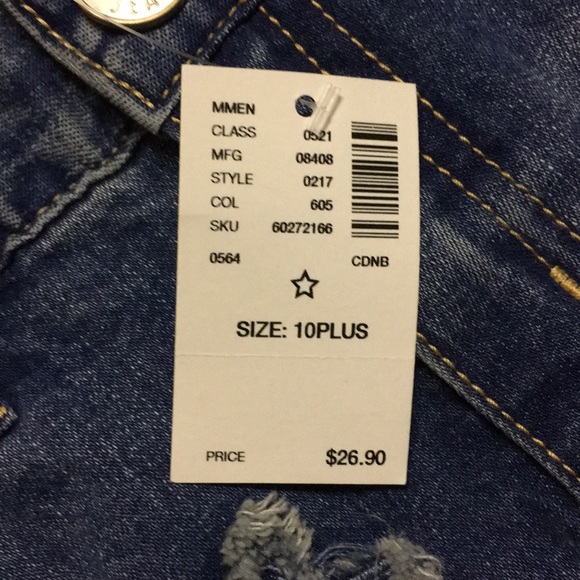 MMEN
CLASS 0521
MFG 08408
STYLE 0217
COL 605
SKU 60272166
0564 CDNB
SIZE: 10PLUS
PRICE $26.90